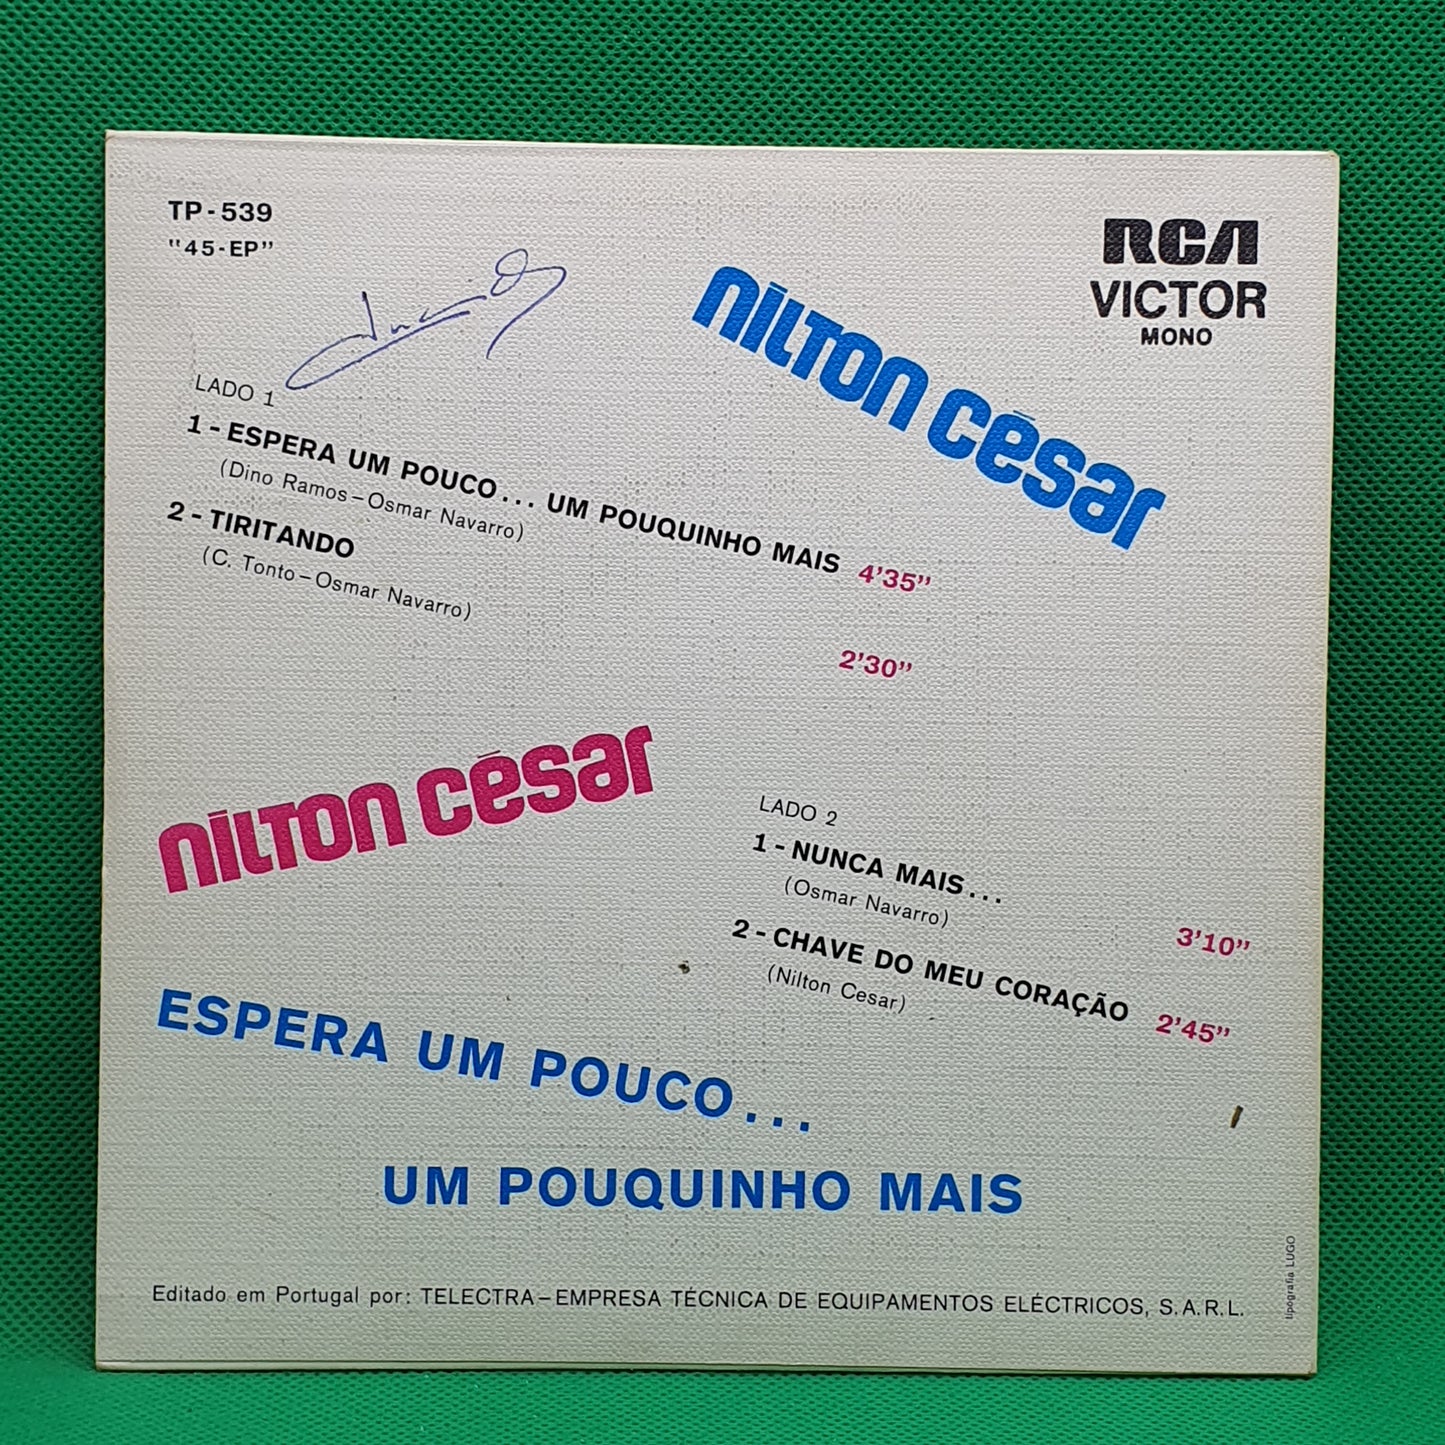 TP-539
"45-EP"
RCA
VICTOR
MONO
NILTON CÉSAR
LADO 1
1 - ESPERA UM POUCO... UM POUQUINHO MAIS 4'35"
(Dino Ramos – Osmar Navarro)
2 - TIRITANDO 2'30"
(C. Tonto – Osmar Navarro)
NILTON CÉSAR
LADO 2
1 - NUNCA MAIS... 3'10"
(Osmar Navarro)
2 - CHAVE DO MEU CORAÇÃO 2'45"
(Nilton Cesar)
ESPERA UM POUCO...
UM POUQUINHO MAIS
Editado em Portugal por: TELECTRA – EMPRESA TÉCNICA DE EQUIPAMENTOS ELÉCTRICOS, S.A.R.L.
tipografia LUGO